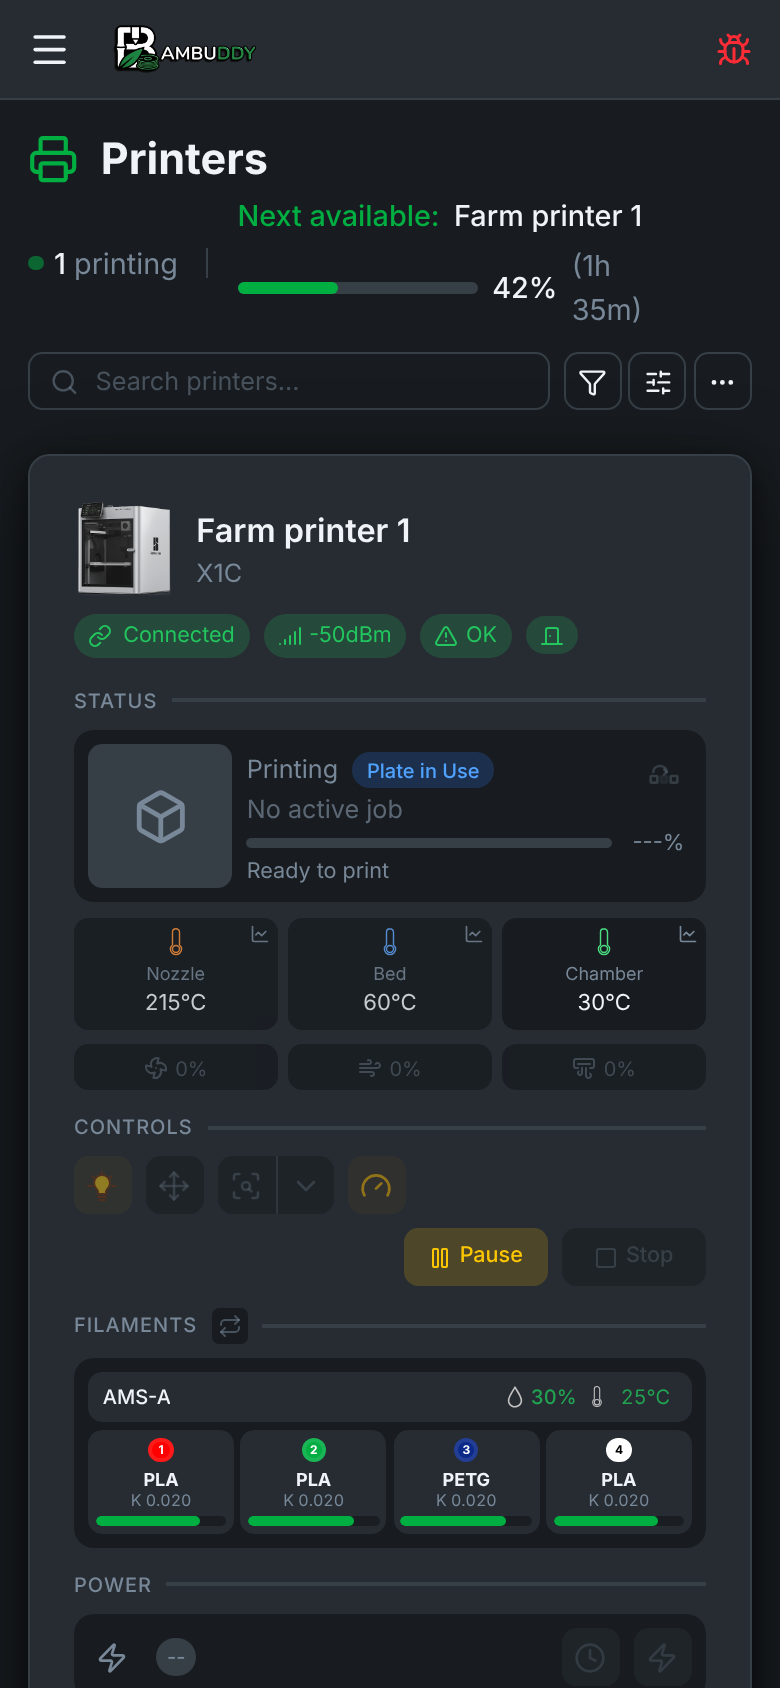 AMBUDDY
Printers
1 printing
Next available: Farm printer 1
42% (1h 35m)
Search printers...
Farm printer 1
X1C
Connected
-50dBm
OK
STATUS
Printing
Plate in Use
No active job
---%
Ready to print
Nozzle
215°C
Bed
60°C
Chamber
30°C
0%
0%
0%
CONTROLS
Pause
Stop
FILAMENTS
AMS-A
30%
25°C
1
PLA
K 0.020
2
PLA
K 0.020
3
PETG
K 0.020
4
PLA
K 0.020
POWER
--